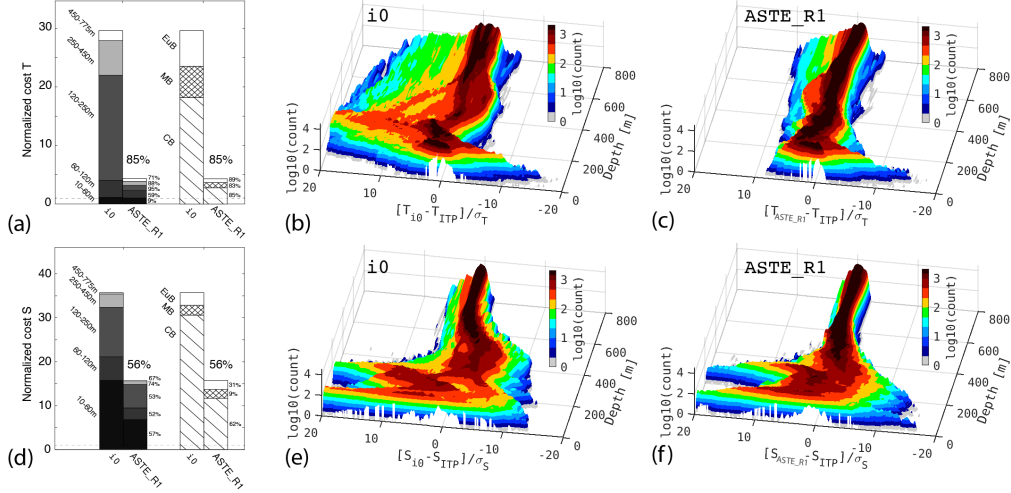 (a)
Normalized cost T
30
20
10
0
450-775m
250-450m
120-250m
60-120m
10-60m
EuB
MB
CB
85%
71%
88%
95%
59%
9%
85%
89%
83%
85%
i0
ASTE_R1
i0
ASTE_R1
(b)
i0
log10(count)
4
2
0
20
10
0
-10
-20
[T_i0-T_ITP]/σ_T
Depth [m]
0
200
400
600
800
log10(count)
3
2
1
0
(c)
ASTE_R1
log10(count)
4
2
0
20
10
0
-10
-20
[T_ASTE_R1-T_ITP]/σ_T
Depth [m]
0
200
400
600
800
log10(count)
3
2
1
0
(d)
Normalized cost S
40
30
20
10
0
450-775m
250-450m
120-250m
60-120m
10-60m
EuB
MB
CB
56%
67%
74%
53%
52%
57%
56%
31%
9%
62%
i0
ASTE_R1
i0
ASTE_R1
(e)
i0
log10(count)
4
2
0
20
10
0
-10
-20
[S_i0-S_ITP]/σ_S
Depth [m]
0
200
400
600
800
log10(count)
3
2
1
0
(f)
ASTE_R1
log10(count)
4
2
0
20
10
0
-10
-20
[S_ASTE_R1-S_ITP]/σ_S
Depth [m]
0
200
400
600
800
log10(count)
3
2
1
0